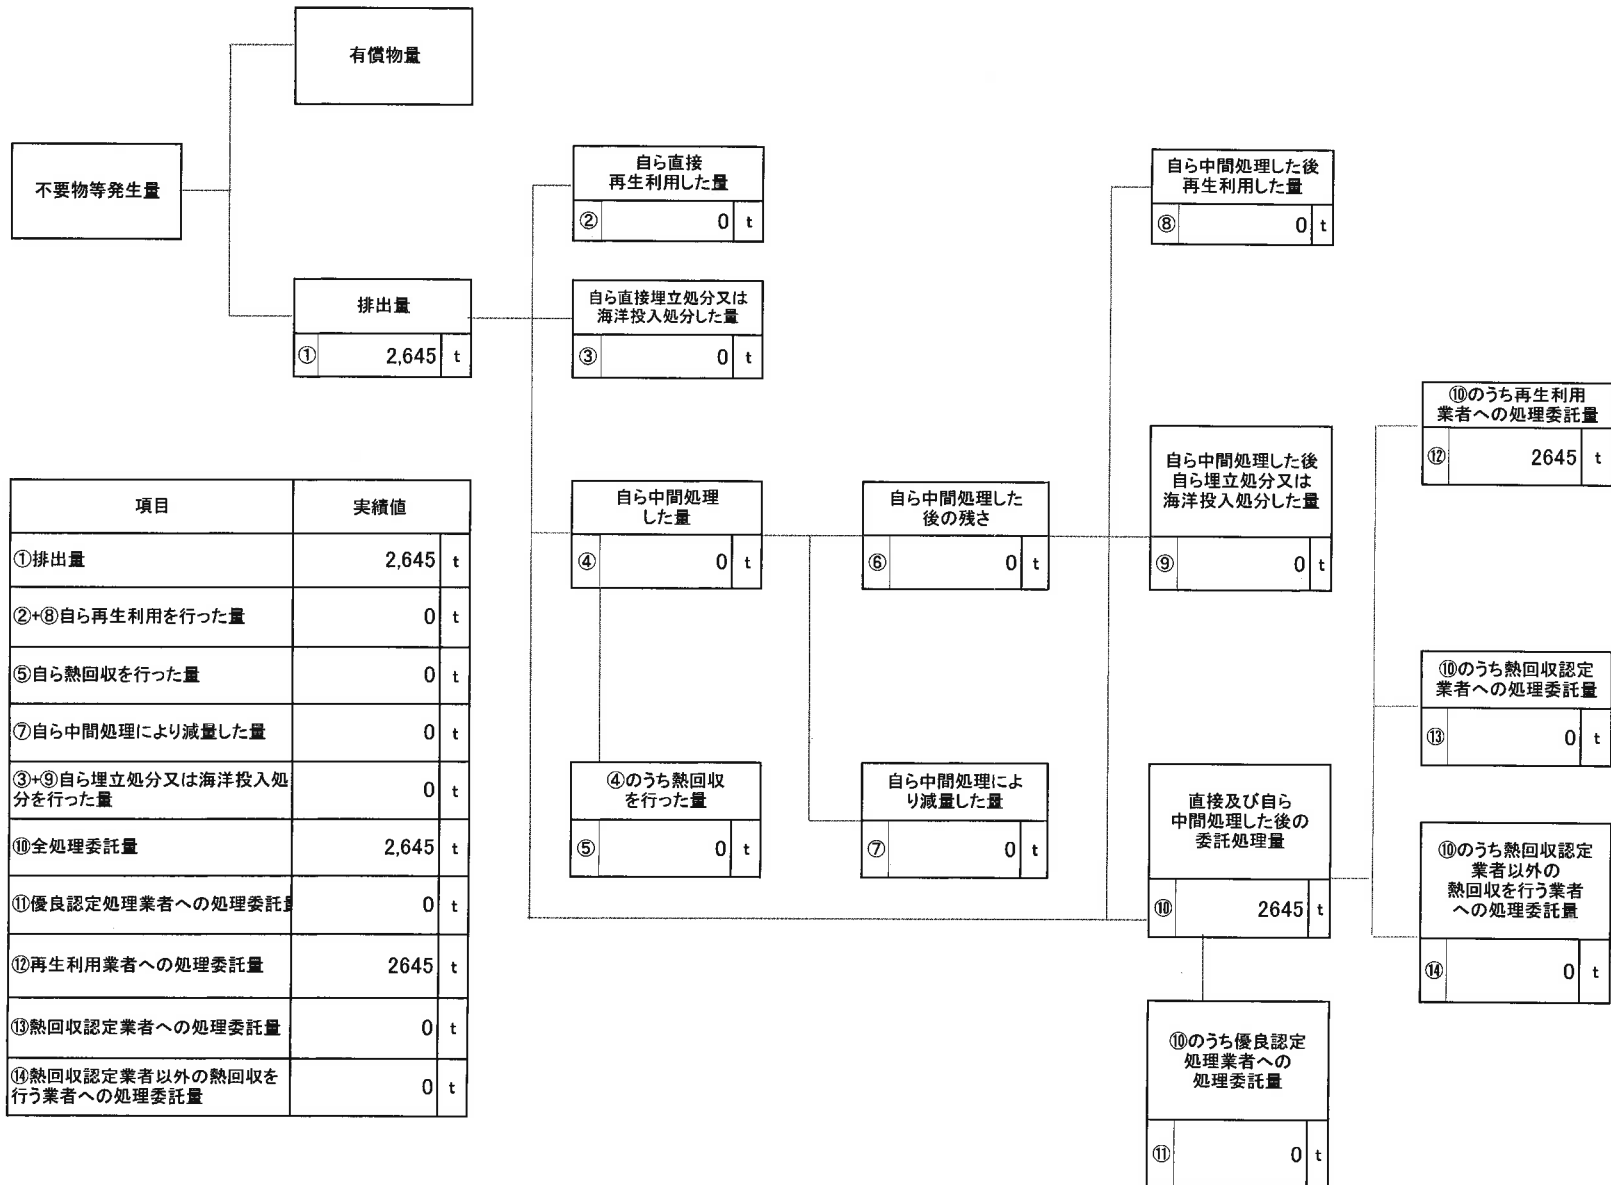 有償物量
不要物等発生量
排出量
① 2,645 t
自ら直接
再生利用した量
② 0 t
自ら直接埋立処分又は
海洋投入処分した量
③ 0 t
自ら中間処理
した量
④ 0 t
④のうち熱回収
を行った量
⑤ 0 t
自ら中間処理した
後の残さ
⑥ 0 t
自ら中間処理によ
り減量した量
⑦ 0 t
自ら中間処理した後
再生利用した量
⑧ 0 t
自ら中間処理した後
自ら埋立処分又は
海洋投入処分した量
⑨ 0 t
直接及び自ら
中間処理した後の
委託処理量
⑩ 2645 t
⑩のうち優良認定
処理業者への
処理委託量
⑪ 0 t
⑩のうち再生利用
業者への処理委託量
⑫ 2645 t
⑩のうち熱回収認定
業者への処理委託量
⑬ 0 t
⑩のうち熱回収認定
業者以外の
熱回収を行う業者
への処理委託量
⑭ 0 t
項目 実績値
①排出量 2,645 t
②+⑧自ら再生利用を行った量 0 t
⑤自ら熱回収を行った量 0 t
⑦自ら中間処理により減量した量 0 t
③+⑨自ら埋立処分又は海洋投入処
分を行った量 0 t
⑩全処理委託量 2,645 t
⑪優良認定処理業者への処理委託量 0 t
⑫再生利用業者への処理委託量 2645 t
⑬熱回収認定業者への処理委託量 0 t
⑭熱回収認定業者以外の熱回収を
行う業者への処理委託量 0 t